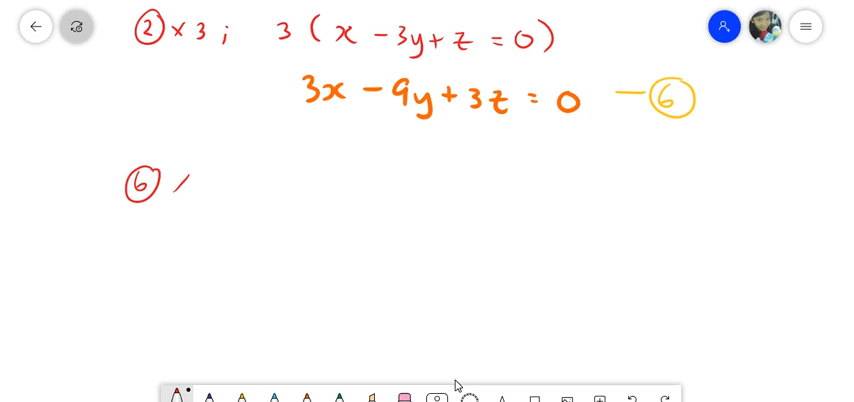 ② × 3 ; 3 ( x - 3y + z = 0 )
3x - 9y + 3z = 0 — ⑥
⑥